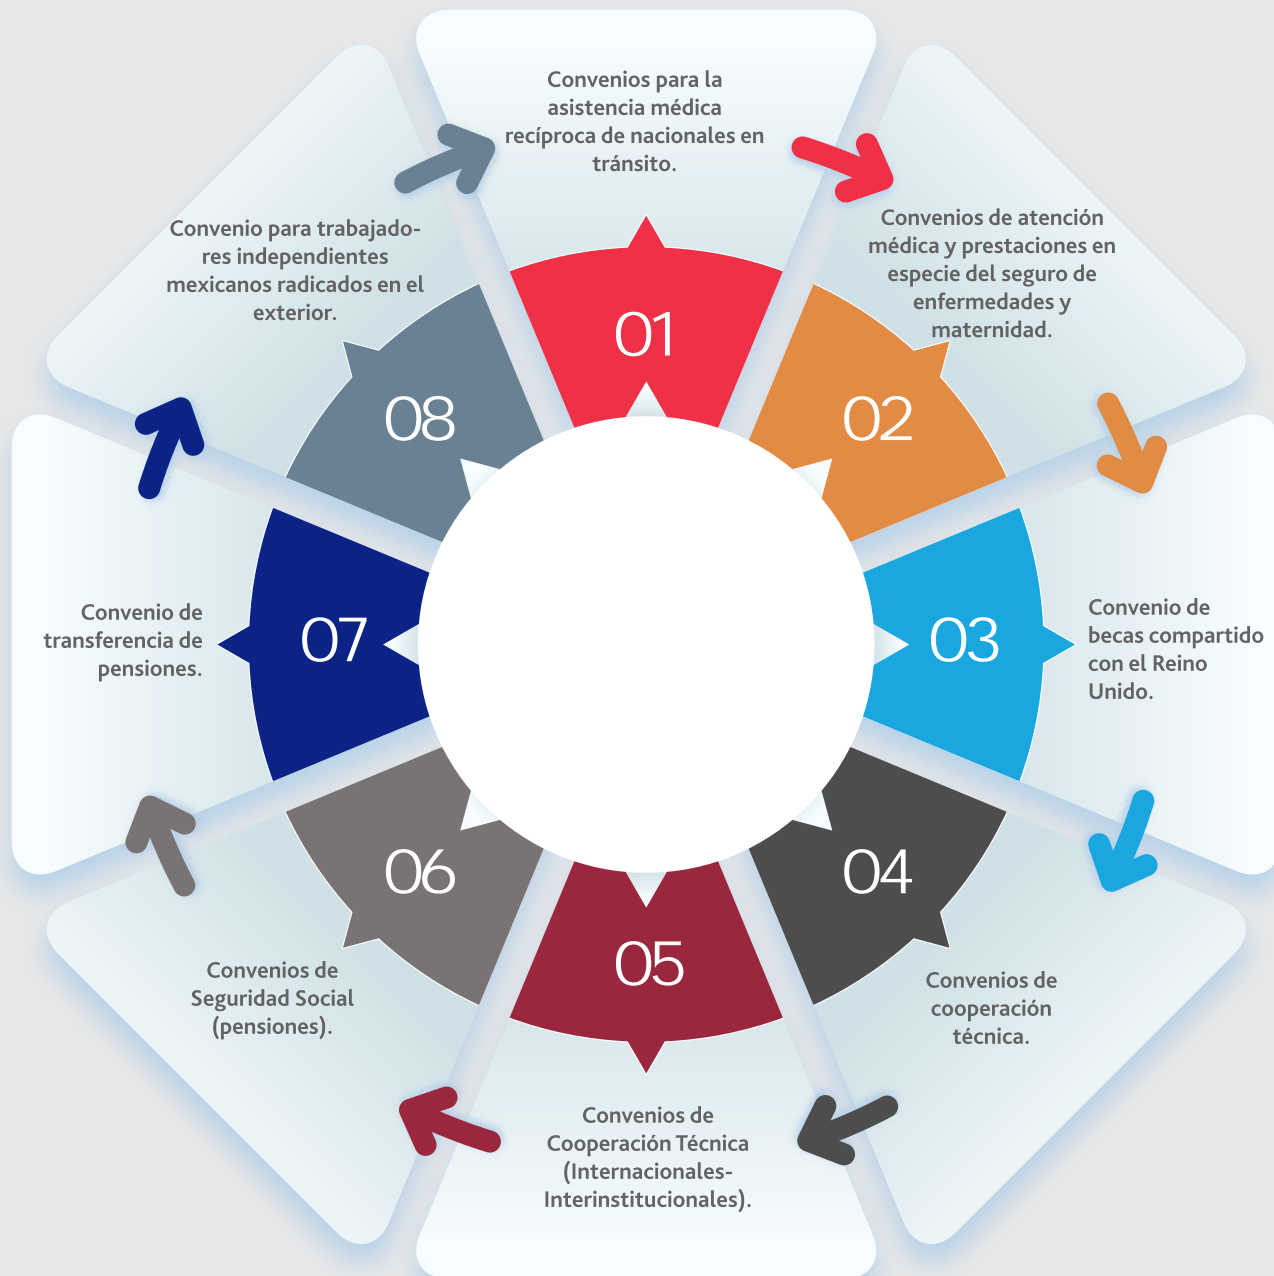 01
Convenios para la
asistencia médica
recíproca de nacionales en
tránsito.
02
Convenios de atención
médica y prestaciones en
especie del seguro de
enfermedades y
maternidad.
03
Convenio de
becas compartido
con el Reino
Unido.
04
Convenios de
cooperación
técnica.
05
Convenios de
Cooperación Técnica
(Internacionales-
Interinstitucionales).
06
Convenios de
Seguridad Social
(pensiones).
07
Convenio de
transferencia de
pensiones.
08
Convenio para trabajado-
res independientes
mexicanos radicados en el
exterior.